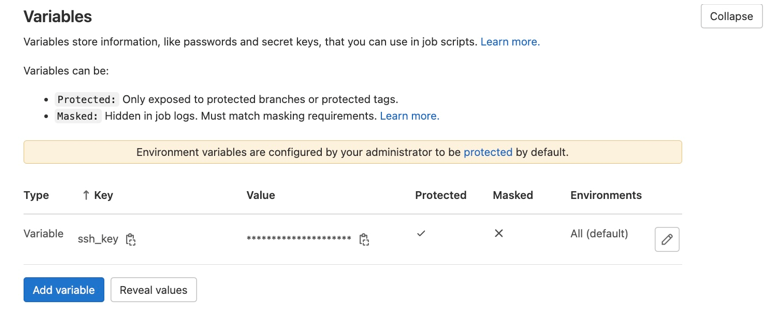 Variables
Collapse
Variables store information, like passwords and secret keys, that you can use in job scripts. Learn more.
Variables can be:
• Protected: Only exposed to protected branches or protected tags.
• Masked: Hidden in job logs. Must match masking requirements. Learn more.
Environment variables are configured by your administrator to be protected by default.
Type ↑ Key Value Protected Masked Environments
Variable ssh_key ********************* ✓ ✕ All (default)
Add variable Reveal values